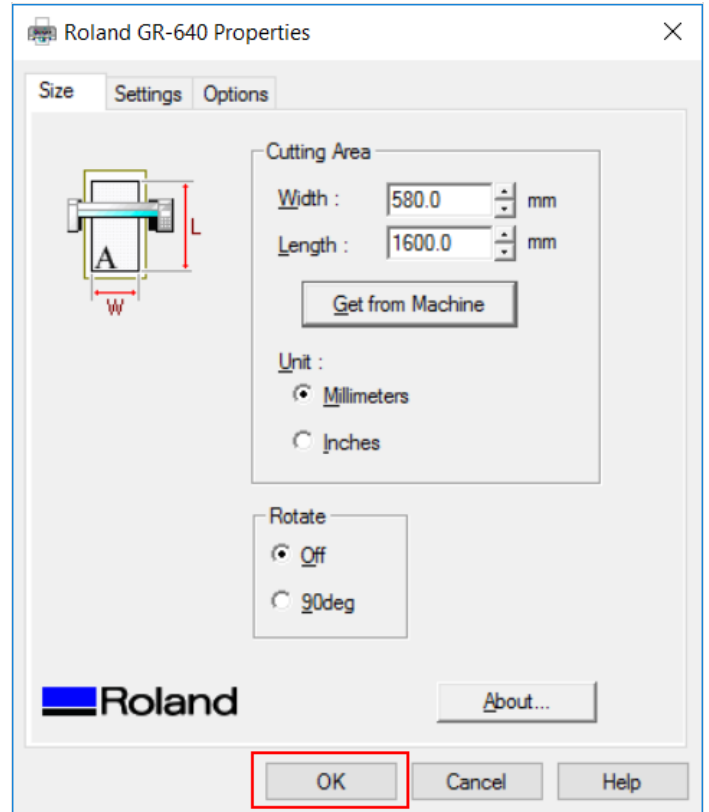 Roland GR-640 Properties
Size Settings Options
Cutting Area
Width : 580.0 mm
Length : 1600.0 mm
Get from Machine
Unit :
Millimeters
Inches
L
A
W
Rotate
Off
90deg
Roland
About...
OK Cancel Help